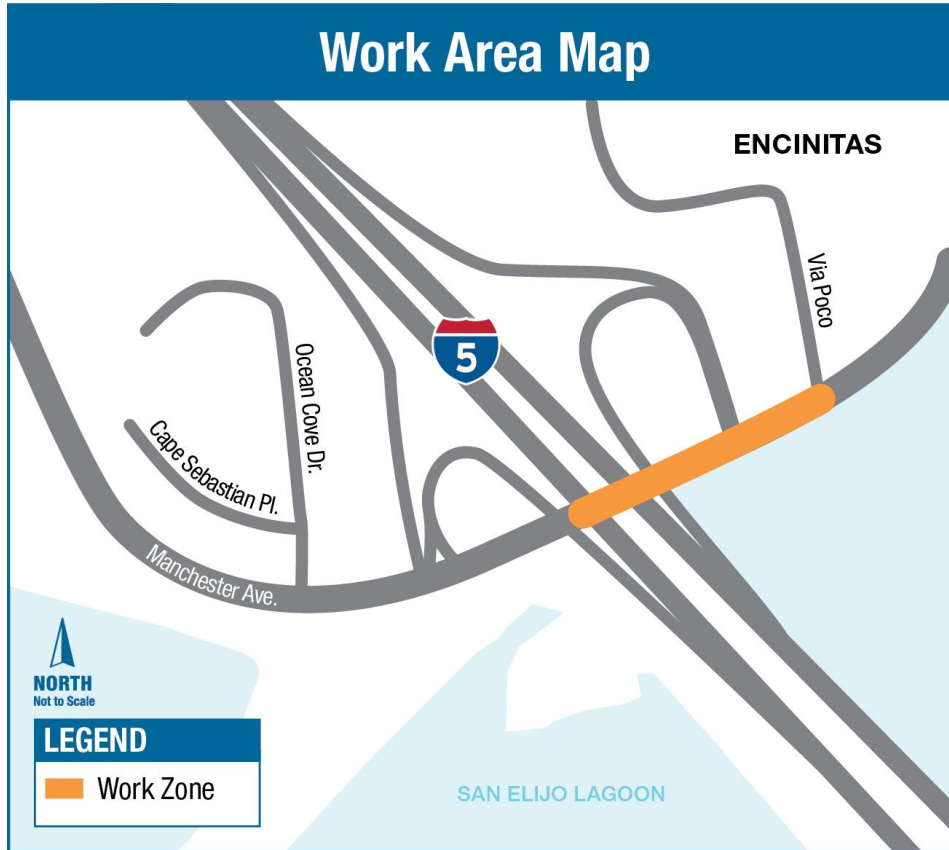 Work Area Map
ENCINITAS
Via Poco
5
Ocean Cove Dr.
Cape Sebastian Pl.
Manchester Ave.
NORTH
Not to Scale
LEGEND
Work Zone
SAN ELIJO LAGOON